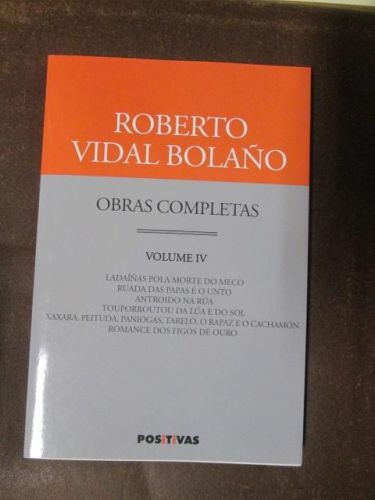 ROBERTO
VIDAL BOLAÑO
OBRAS COMPLETAS
VOLUME IV
LADAÍÑAS POLA MORTE DO MECO
RUADA DAS PAPAS E O UNTO
ANTROIDO NA RÚA
TOUPORROUTOU DA LÚA E DO SOL
XAXARA, PEITUDA, PANIOGAS, TARELO, O RAPAZ E O CACHAMÓN
ROMANCE DOS FIGOS DE OURO
POSITIVAS